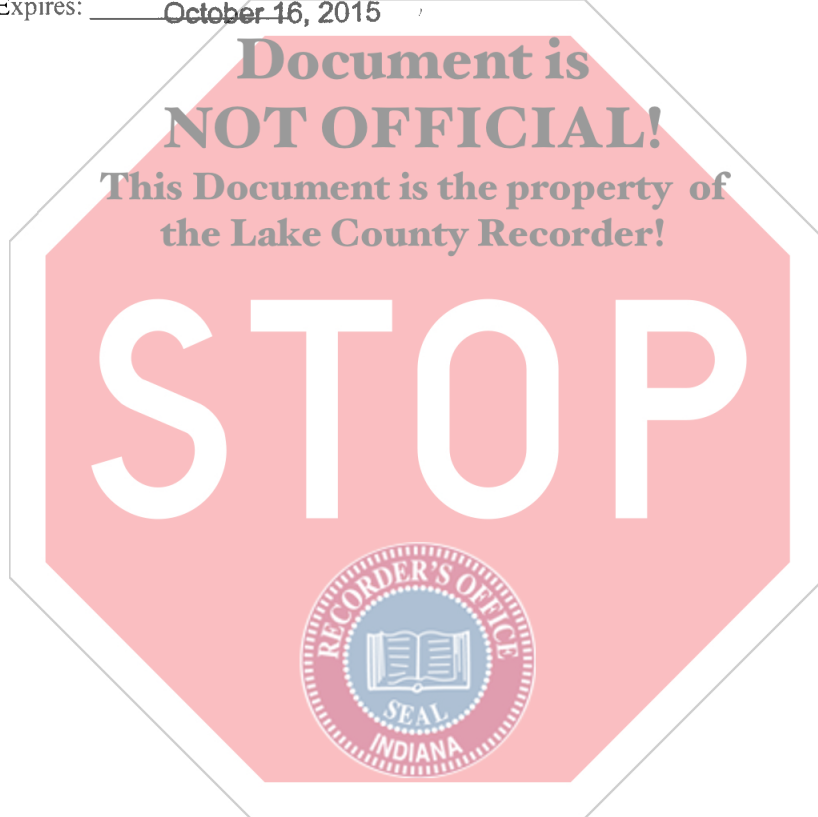 Expires: October 16, 2015
Document is
NOT OFFICIAL!
This Document is the property of
the Lake County Recorder!
STOP
RECORDER'S OFFICE
SEAL
INDIANA